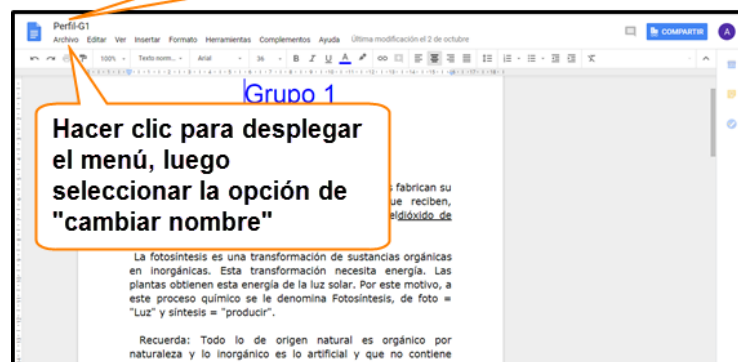 Perfil-G1
Archivo Editar Ver Insertar Formato Herramientas Complementos Ayuda Última modificación el 2 de octubre
COMPARTIR
A
100% Texto norm... Arial 36 B I U A
Grupo 1
Hacer clic para desplegar
el menú, luego
seleccionar la opción de
"cambiar nombre"
fabrican su
ue reciben,
eldióxido de
La fotosíntesis es una transformación de sustancias orgánicas
en inorgánicas. Esta transformación necesita energía. Las
plantas obtienen esta energía de la luz solar. Por este motivo, a
este proceso químico se le denomina Fotosíntesis, de foto =
"Luz" y síntesis = "producir".
Recuerda: Todo lo de origen natural es orgánico por
naturaleza y lo inorgánico es lo artificial y que no contiene